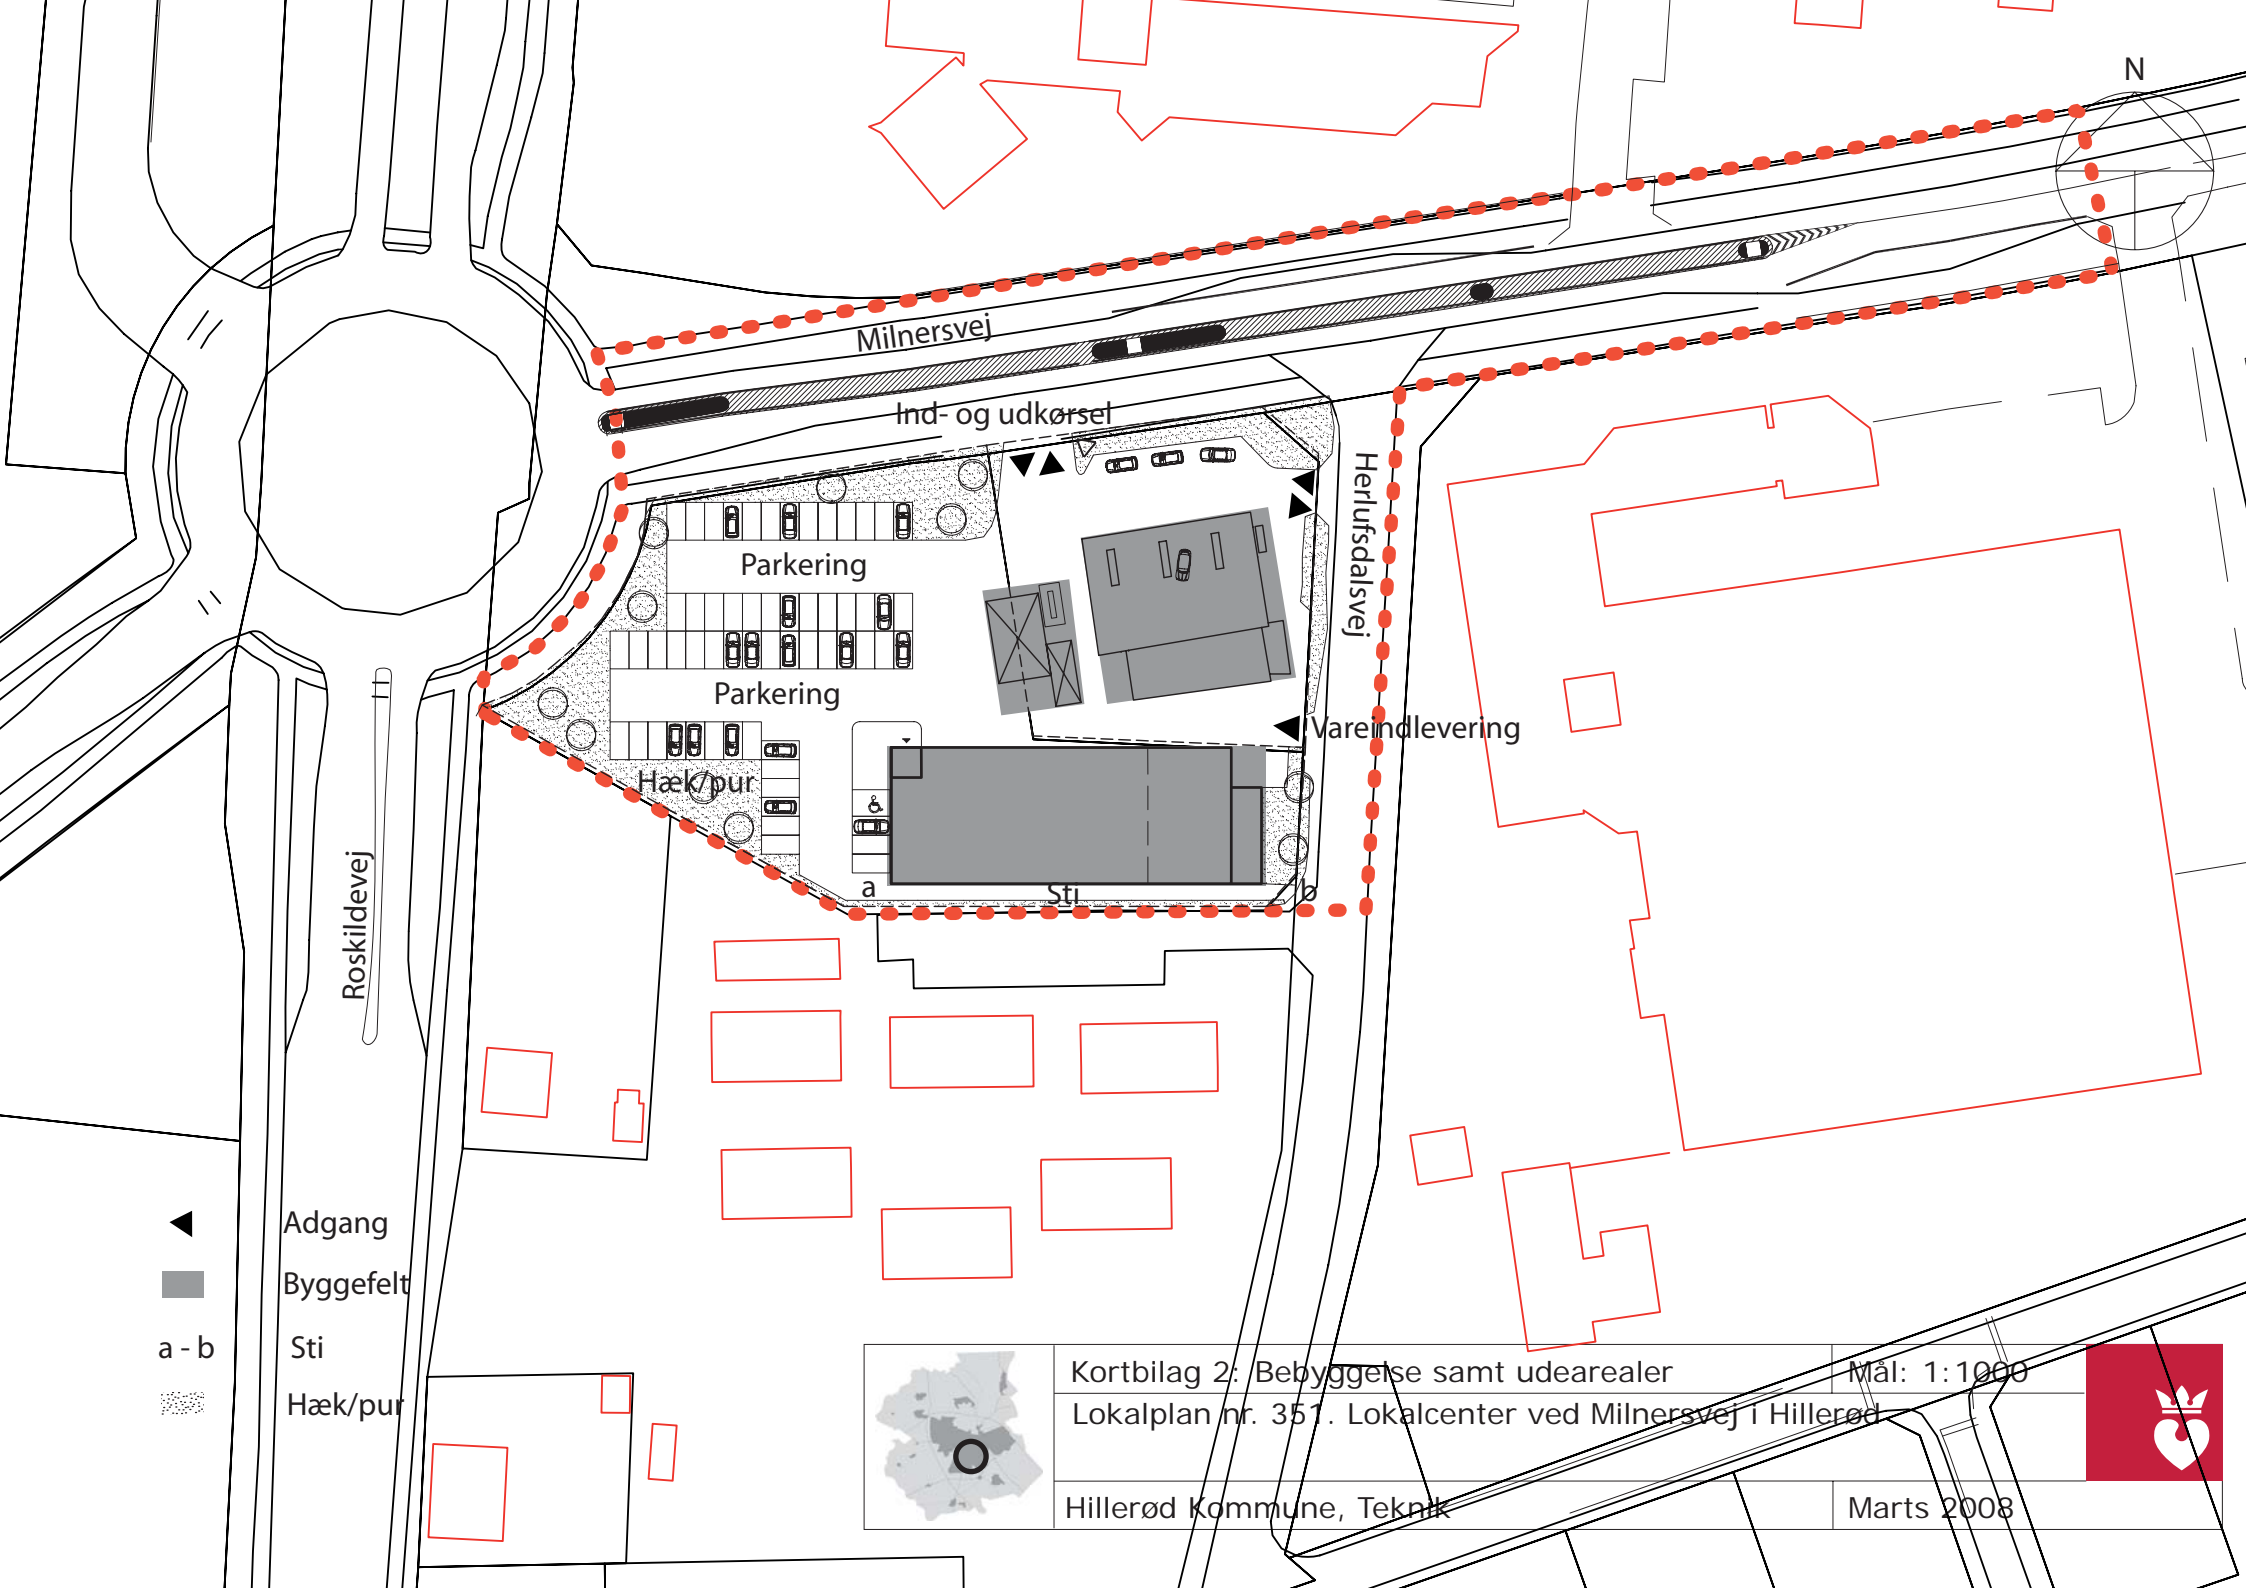 N
Milnersvej
Ind- og udkørsel
Herlufsdalsvej
Parkering
Parkering
Vareindlevering
Hæk/pur
a
Sti
b
Roskildevej
Adgang
Byggefelt
a - b Sti
Hæk/pur
Kortbilag 2: Bebyggelse samt udearealer
Mål: 1:1000
Lokalplan nr. 351. Lokalcenter ved Milnersvej i Hillerød
Hillerød Kommune, Teknik
Marts 2008